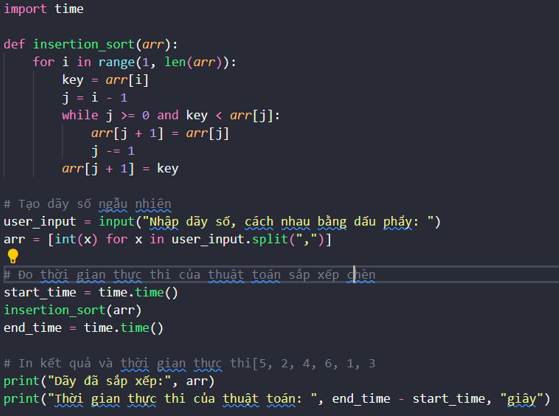 import time
def insertion_sort(arr):
for i in range(1, len(arr)):
key = arr[i]
j = i - 1
while j >= 0 and key < arr[j]:
arr[j + 1] = arr[j]
j -= 1
arr[j + 1] = key
# Tạo dãy số ngẫu nhiên
user_input = input("Nhập dãy số, cách nhau bằng dấu phẩy: ")
arr = [int(x) for x in user_input.split(",")]
# Đo thời gian thực thi của thuật toán sắp xếp chèn
start_time = time.time()
insertion_sort(arr)
end_time = time.time()
# In kết quả và thời gian thực thi[5, 2, 4, 6, 1, 3
print("Dãy đã sắp xếp:", arr)
print("Thời gian thực thi của thuật toán: ", end_time - start_time, "giây")